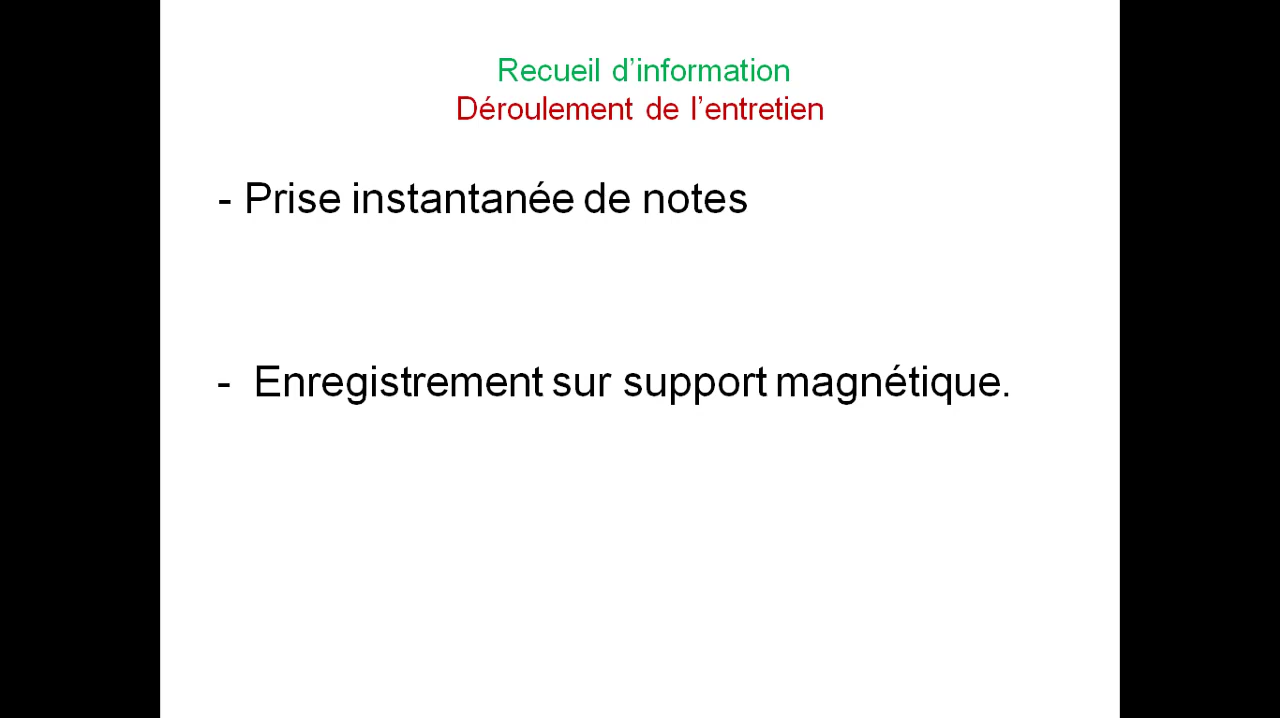 Recueil d’information
Déroulement de l’entretien
- Prise instantanée de notes
- Enregistrement sur support magnétique.